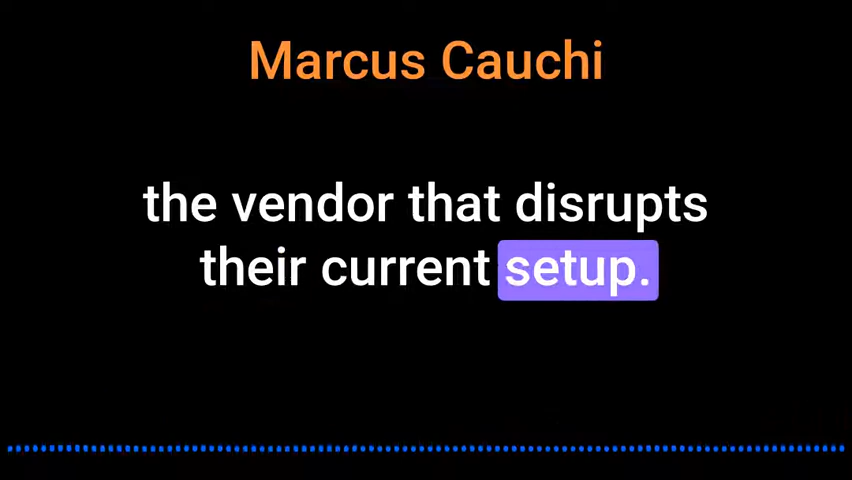 Marcus Cauchi
the vendor that disrupts
their current setup.